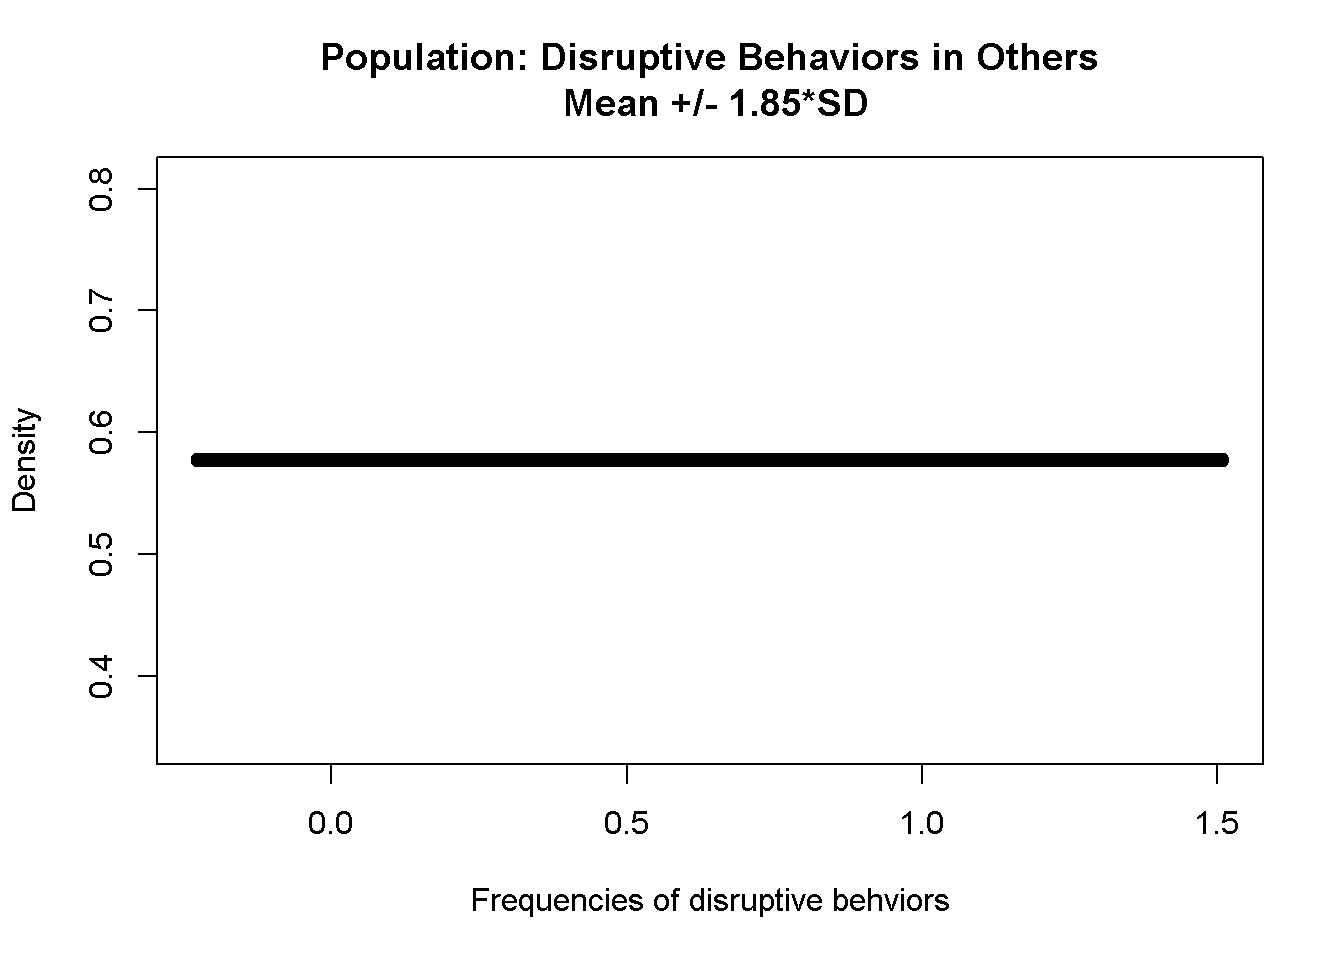 Population: Disruptive Behaviors in Others
Mean +/- 1.85*SD
Density
0.8
0.7
0.6
0.5
0.4
0.0 0.5 1.0 1.5
Frequencies of disruptive behviors